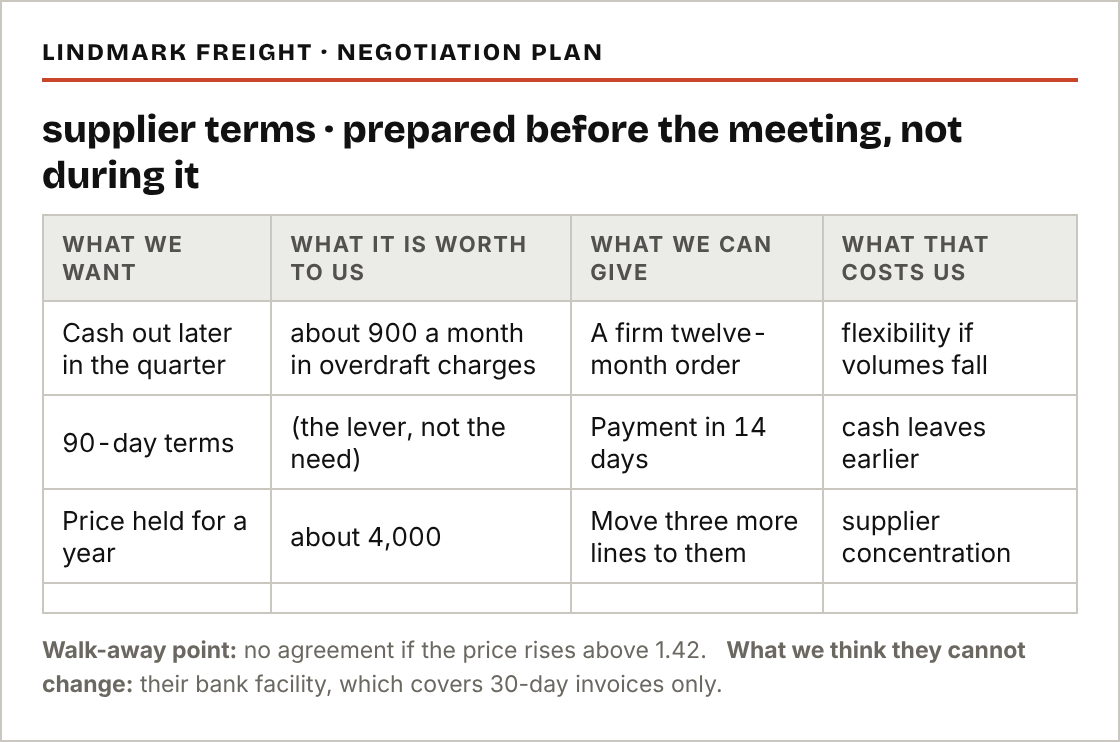 LINDMARK FREIGHT · NEGOTIATION PLAN
supplier terms · prepared before the meeting, not
during it
WHAT WE
WANT
WHAT IT IS WORTH
TO US
WHAT WE CAN
GIVE
WHAT THAT
COSTS US
Cash out later
in the quarter
about 900 a month
in overdraft charges
A firm twelve-
month order
flexibility if
volumes fall
90-day terms
(the lever, not the
need)
Payment in 14
days
cash leaves
earlier
Price held for a
year
about 4,000
Move three more
lines to them
supplier
concentration
Walk-away point: no agreement if the price rises above 1.42. What we think they cannot
change: their bank facility, which covers 30-day invoices only.